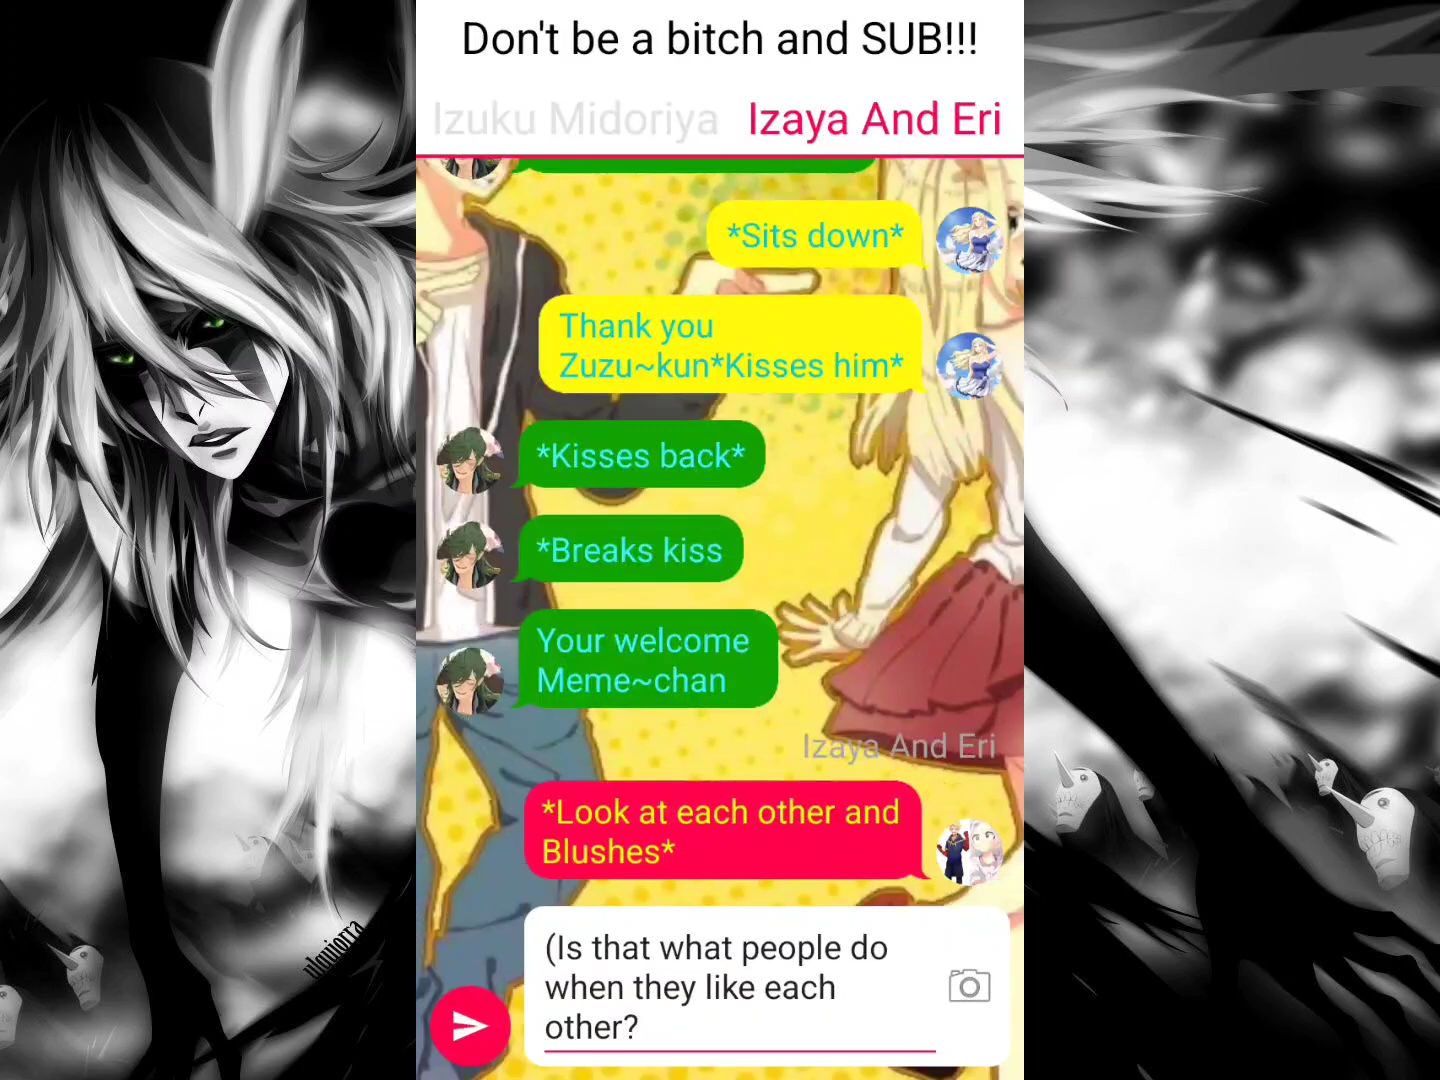 Don't be a bitch and SUB!!!
Izuku Midoriya
Izaya And Eri
*Sits down*
Thank you
Zuzu~kun*Kisses him*
*Kisses back*
*Breaks kiss
Your welcome
Meme~chan
Izaya And Eri
*Look at each other and
Blushes*
(Is that what people do
when they like each
other?